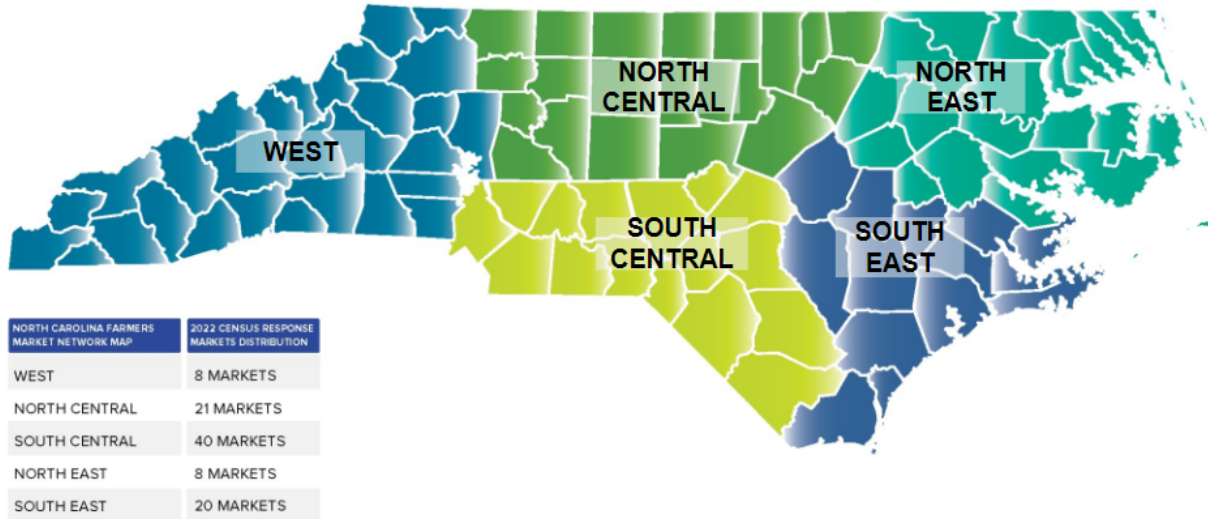 NORTH
CENTRAL
NORTH
EAST
WEST
SOUTH
CENTRAL
SOUTH
EAST
NORTH CAROLINA FARMERS
MARKET NETWORK MAP
2022 CENSUS RESPONSE
MARKETS DISTRIBUTION
WEST 8 MARKETS
NORTH CENTRAL 21 MARKETS
SOUTH CENTRAL 40 MARKETS
NORTH EAST 8 MARKETS
SOUTH EAST 20 MARKETS